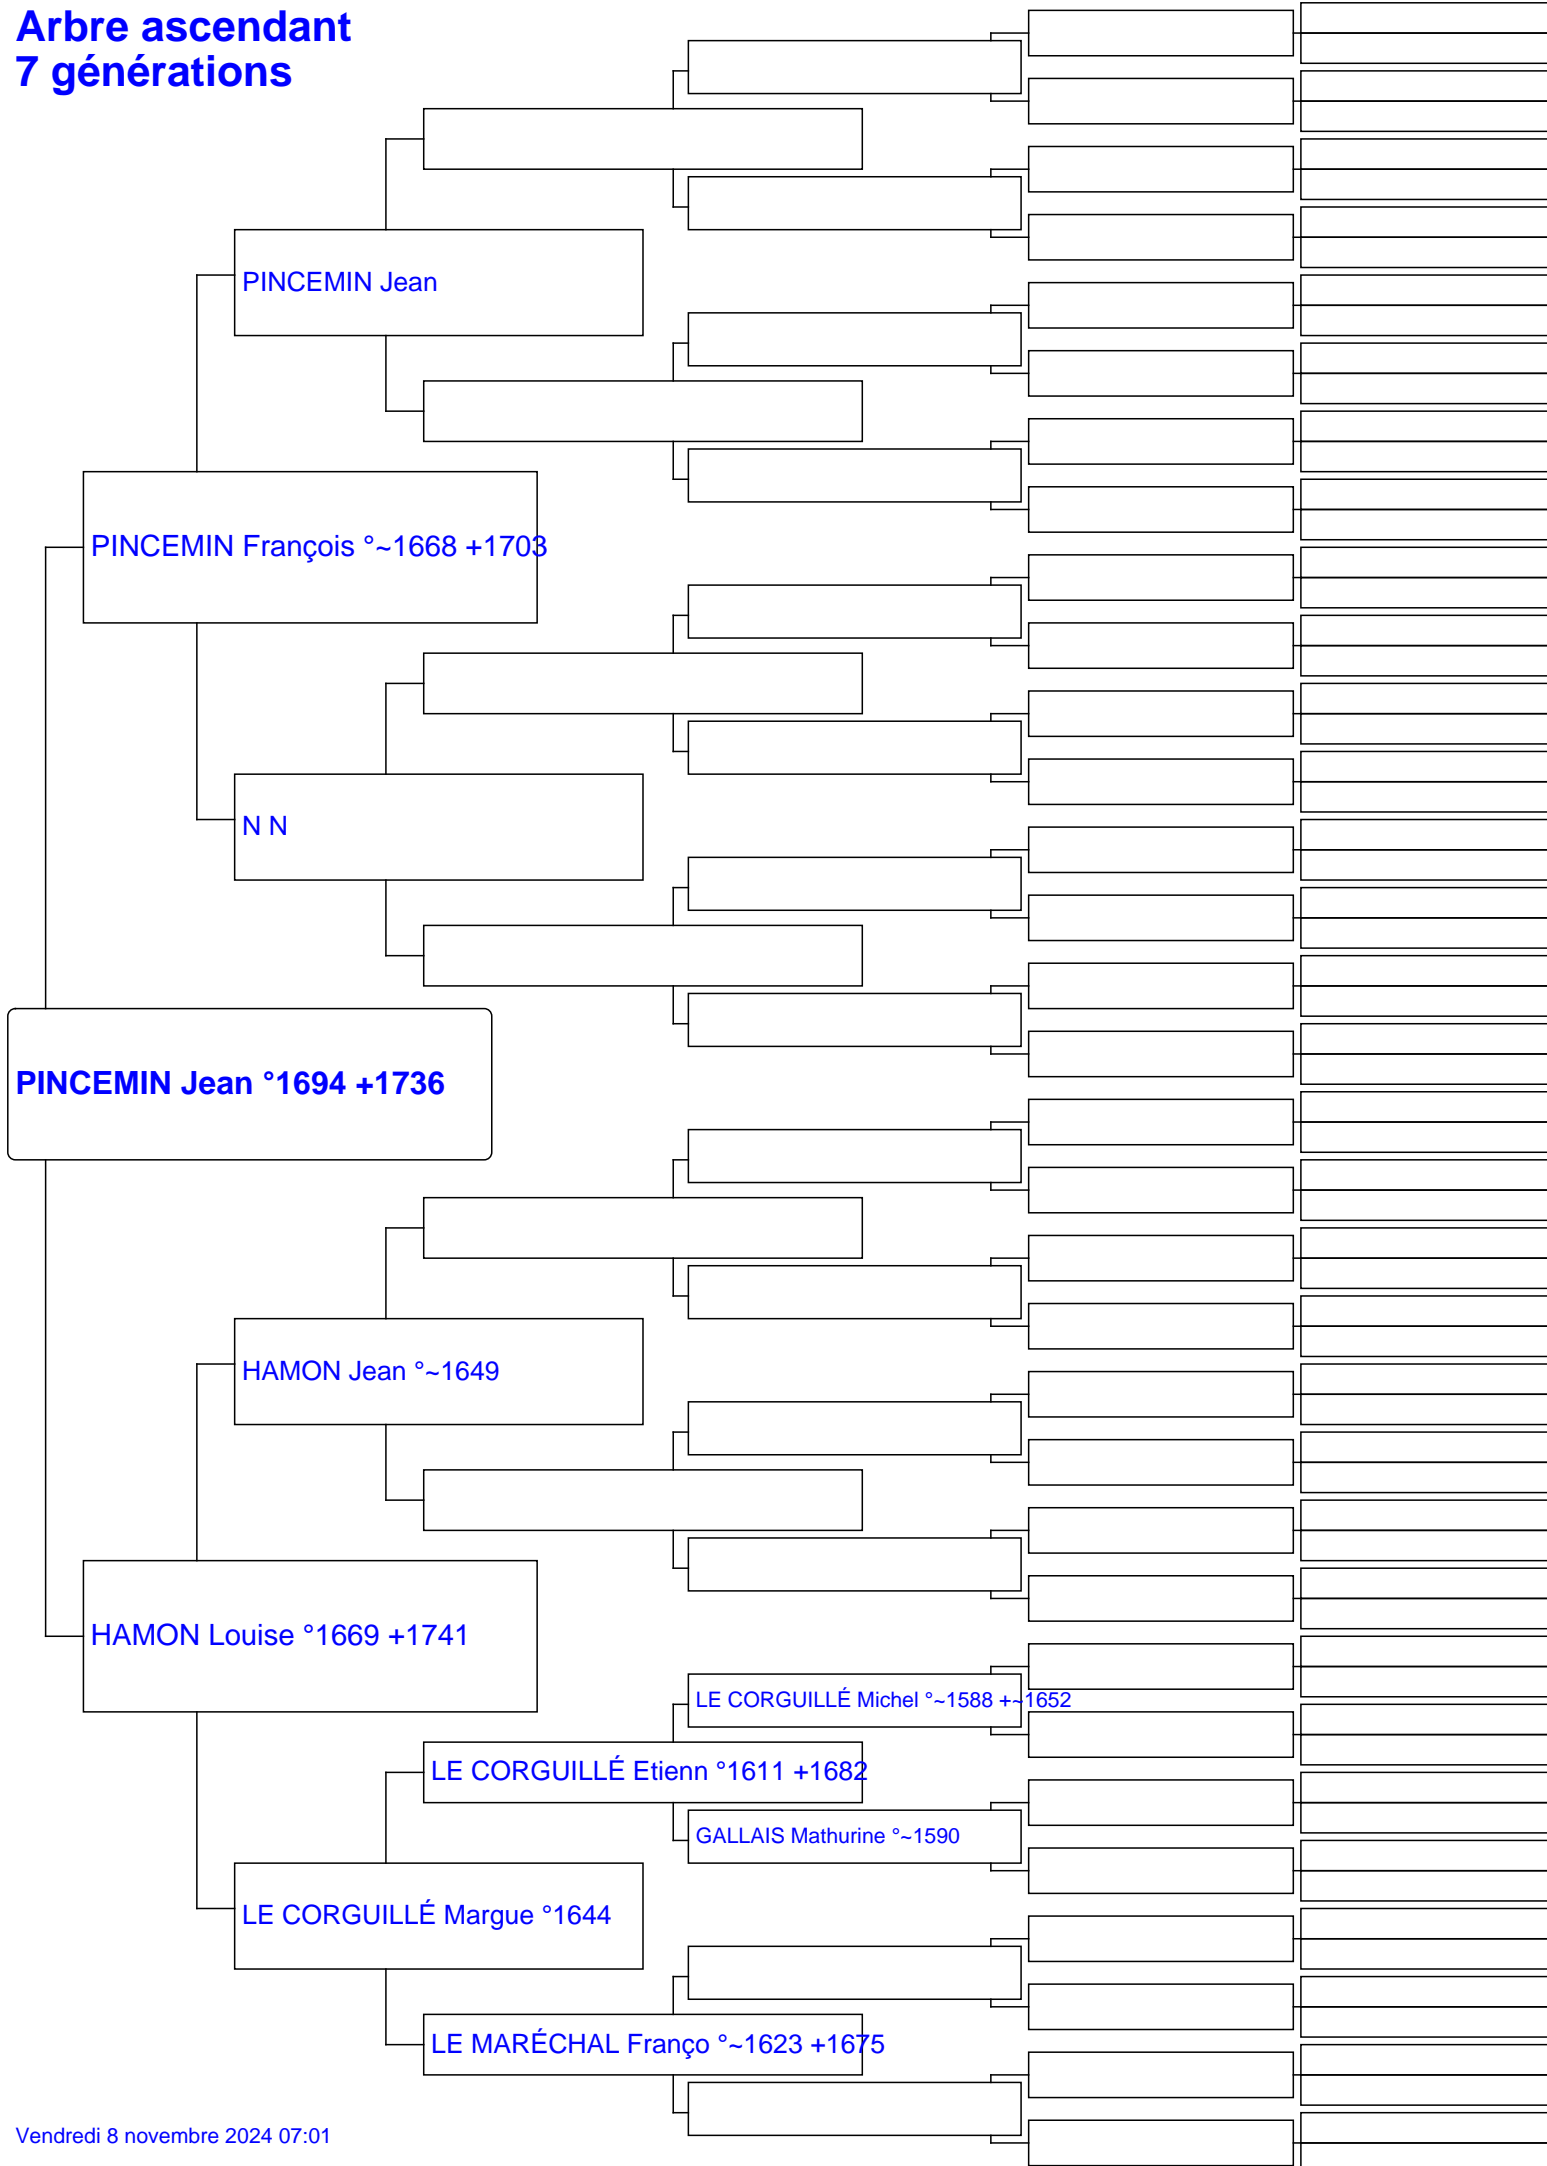 Arbre ascendant
7 générations
PINCEMIN Jean
PINCEMIN François °~1668 +1703
N N
PINCEMIN Jean °1694 +1736
HAMON Jean °~1649
HAMON Louise °1669 +1741
LE CORGUILLÉ Michel °~1588 +~1652
LE CORGUILLÉ Etienn °1611 +1682
GALLAIS Mathurine °~1590
LE CORGUILLÉ Margue °1644
LE MARÉCHAL Franço °~1623 +1675
Vendredi 8 novembre 2024 07:01